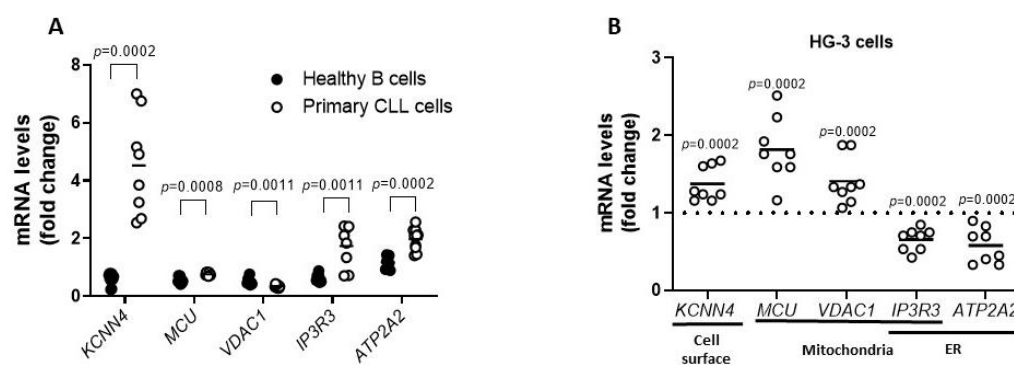 A
p=0.0002
8
6
4
2
0
mRNA levels
(fold change)
Healthy B cells
Primary CLL cells
p=0.0008
p=0.0011
p=0.0011
p=0.0002
KCNN4
MCU
VDAC1
IP3R3
ATP2A2
B
HG-3 cells
3
2
1
0
mRNA levels
(fold change)
p=0.0002
p=0.0002
p=0.0002
p=0.0002
p=0.0002
KCNN4 MCU VDAC1 IP3R3 ATP2A2
Cell
surface
Mitochondria
ER